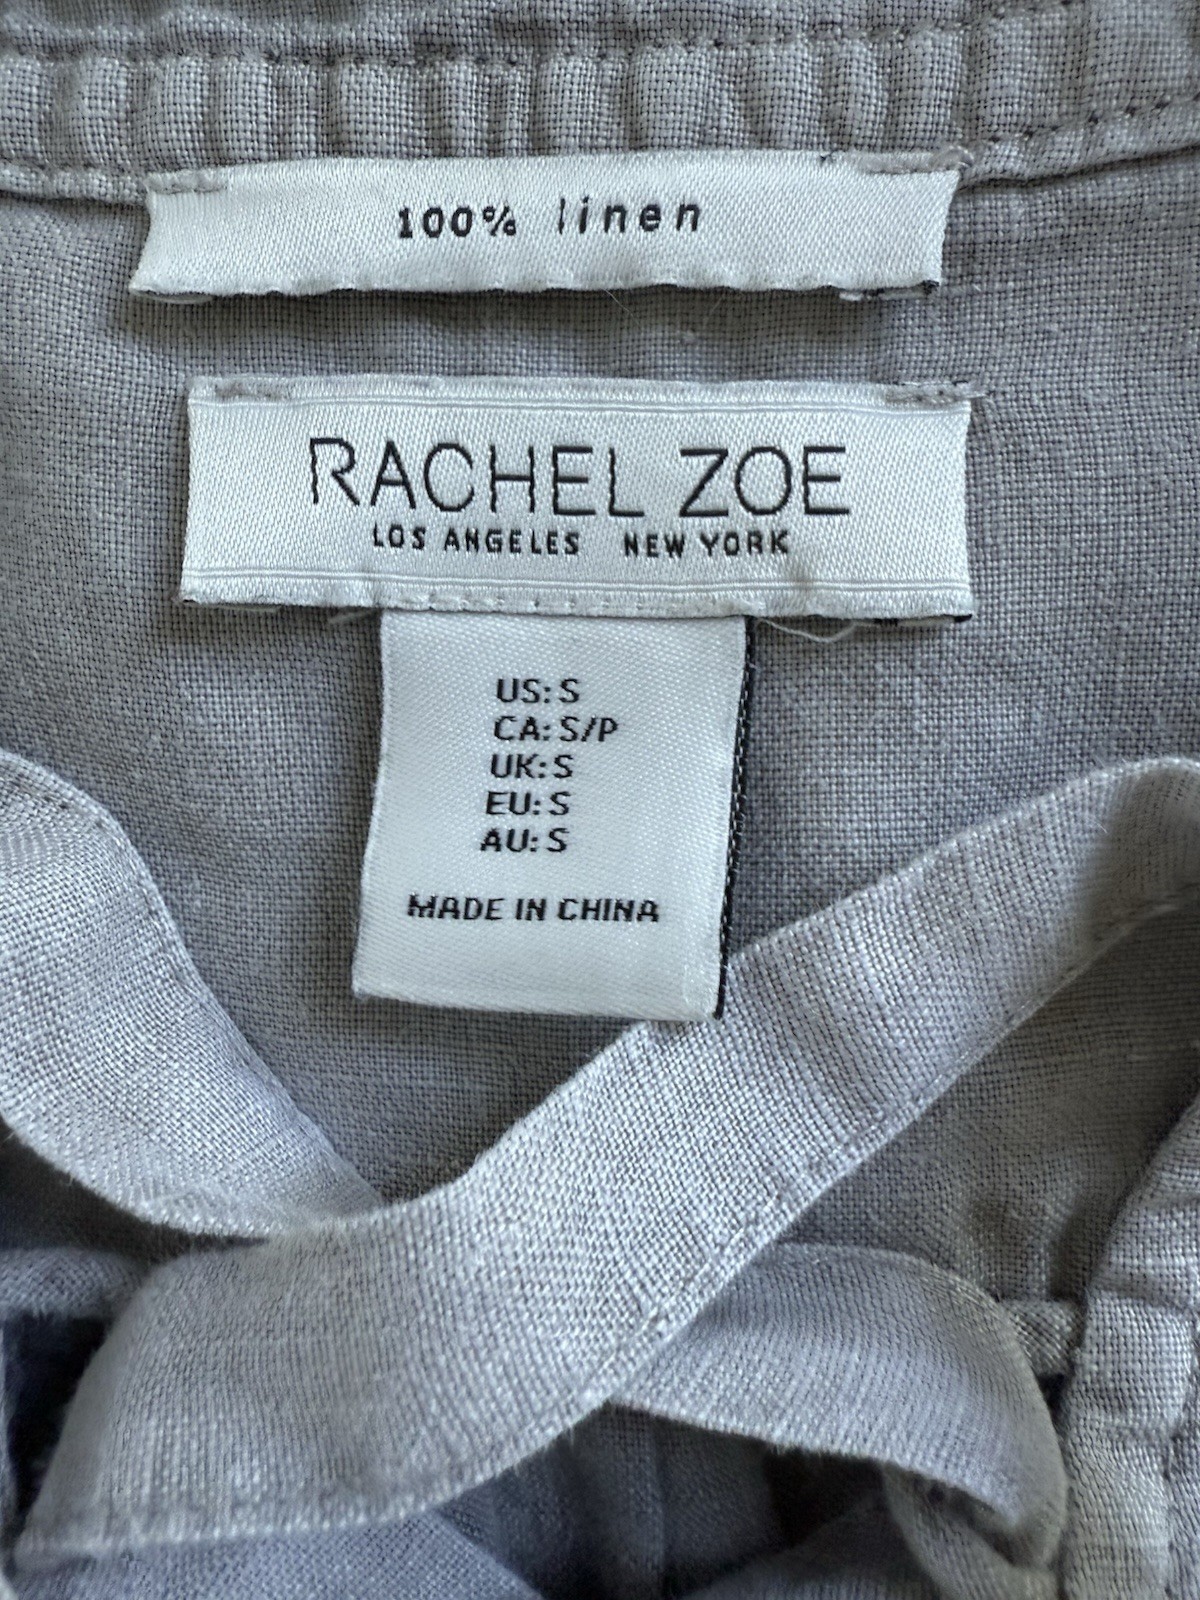 100% linen
RACHEL ZOE
LOS ANGELES NEW YORK
US: S
CA: S/P
UK: S
EU: S
AU: S
MADE IN CHINA